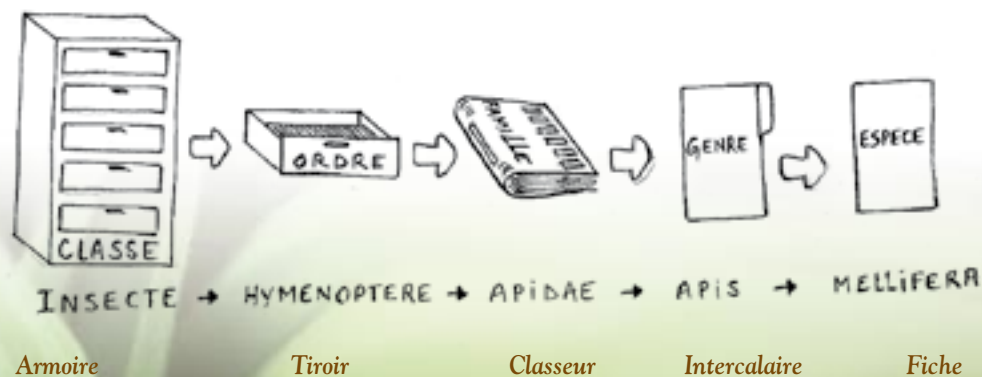 CLASSE
ORDRE
FAMILLE
GENRE
ESPECE
INSECTE → HYMENOPTERE → APIDAE → APIS → MELLIFERA
Armoire Tiroir Classeur Intercalaire Fiche